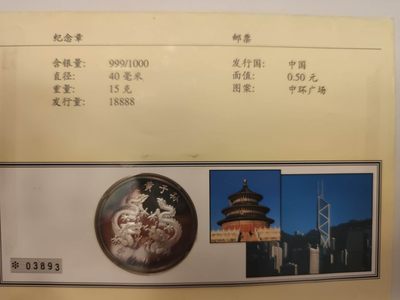 纪念章
含银量: 999/1000
直径: 40 毫米
重量: 15 克
发行量: 18888
邮票
发行国: 中国
面值: 0.50 元
图案: 中环广场
✻ 03893